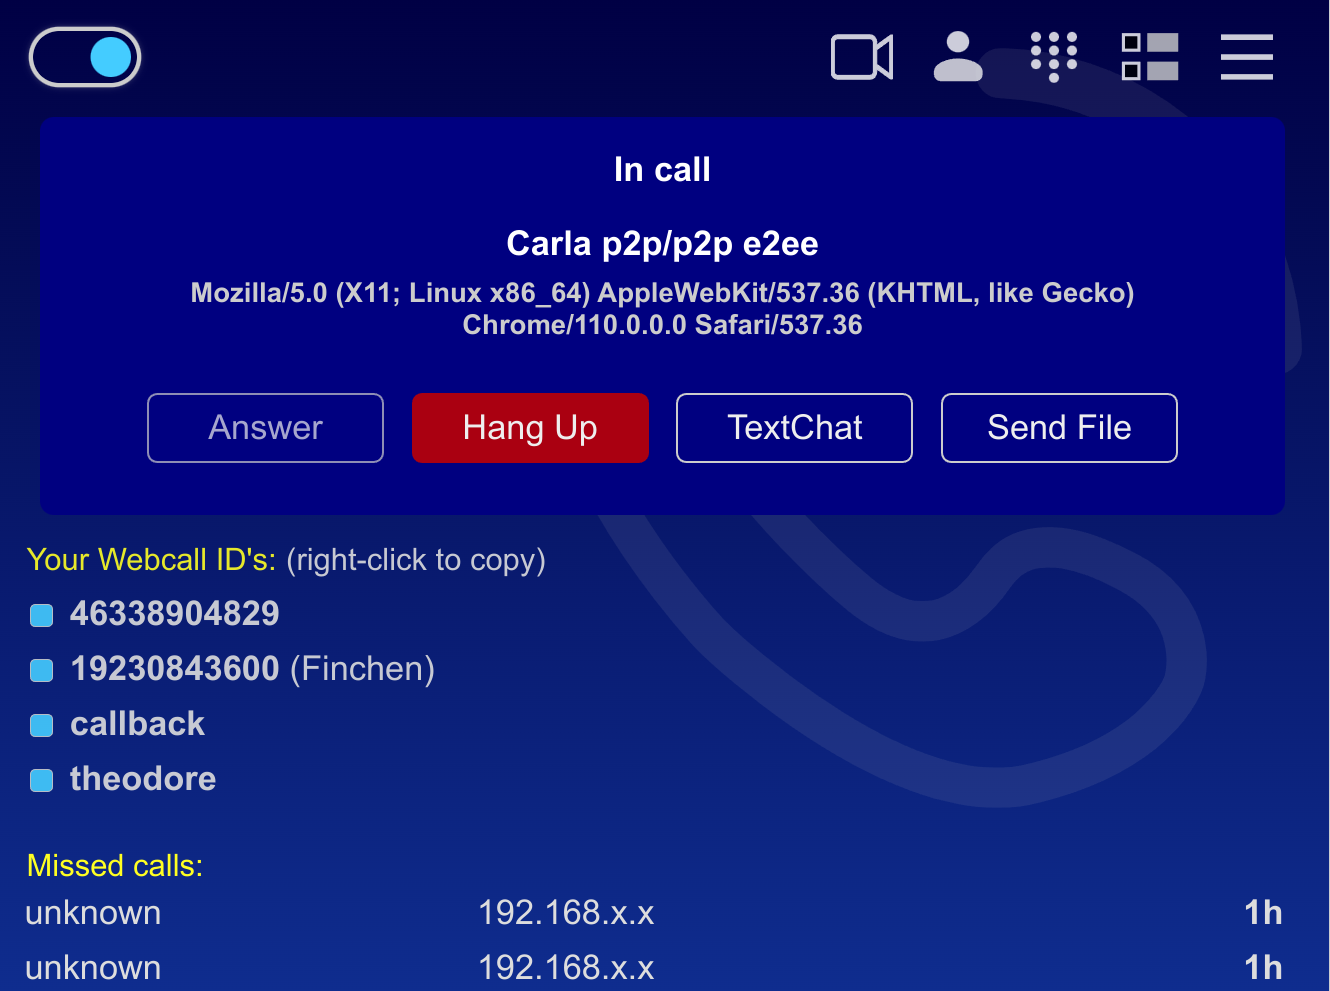 In call
Carla p2p/p2p e2ee
Mozilla/5.0 (X11; Linux x86_64) AppleWebKit/537.36 (KHTML, like Gecko)
Chrome/110.0.0.0 Safari/537.36
Answer Hang Up TextChat Send File
Your Webcall ID's: (right-click to copy)
46338904829
19230843600 (Finchen)
callback
theodore
Missed calls:
unknown 192.168.x.x 1h
unknown 192.168.x.x 1h